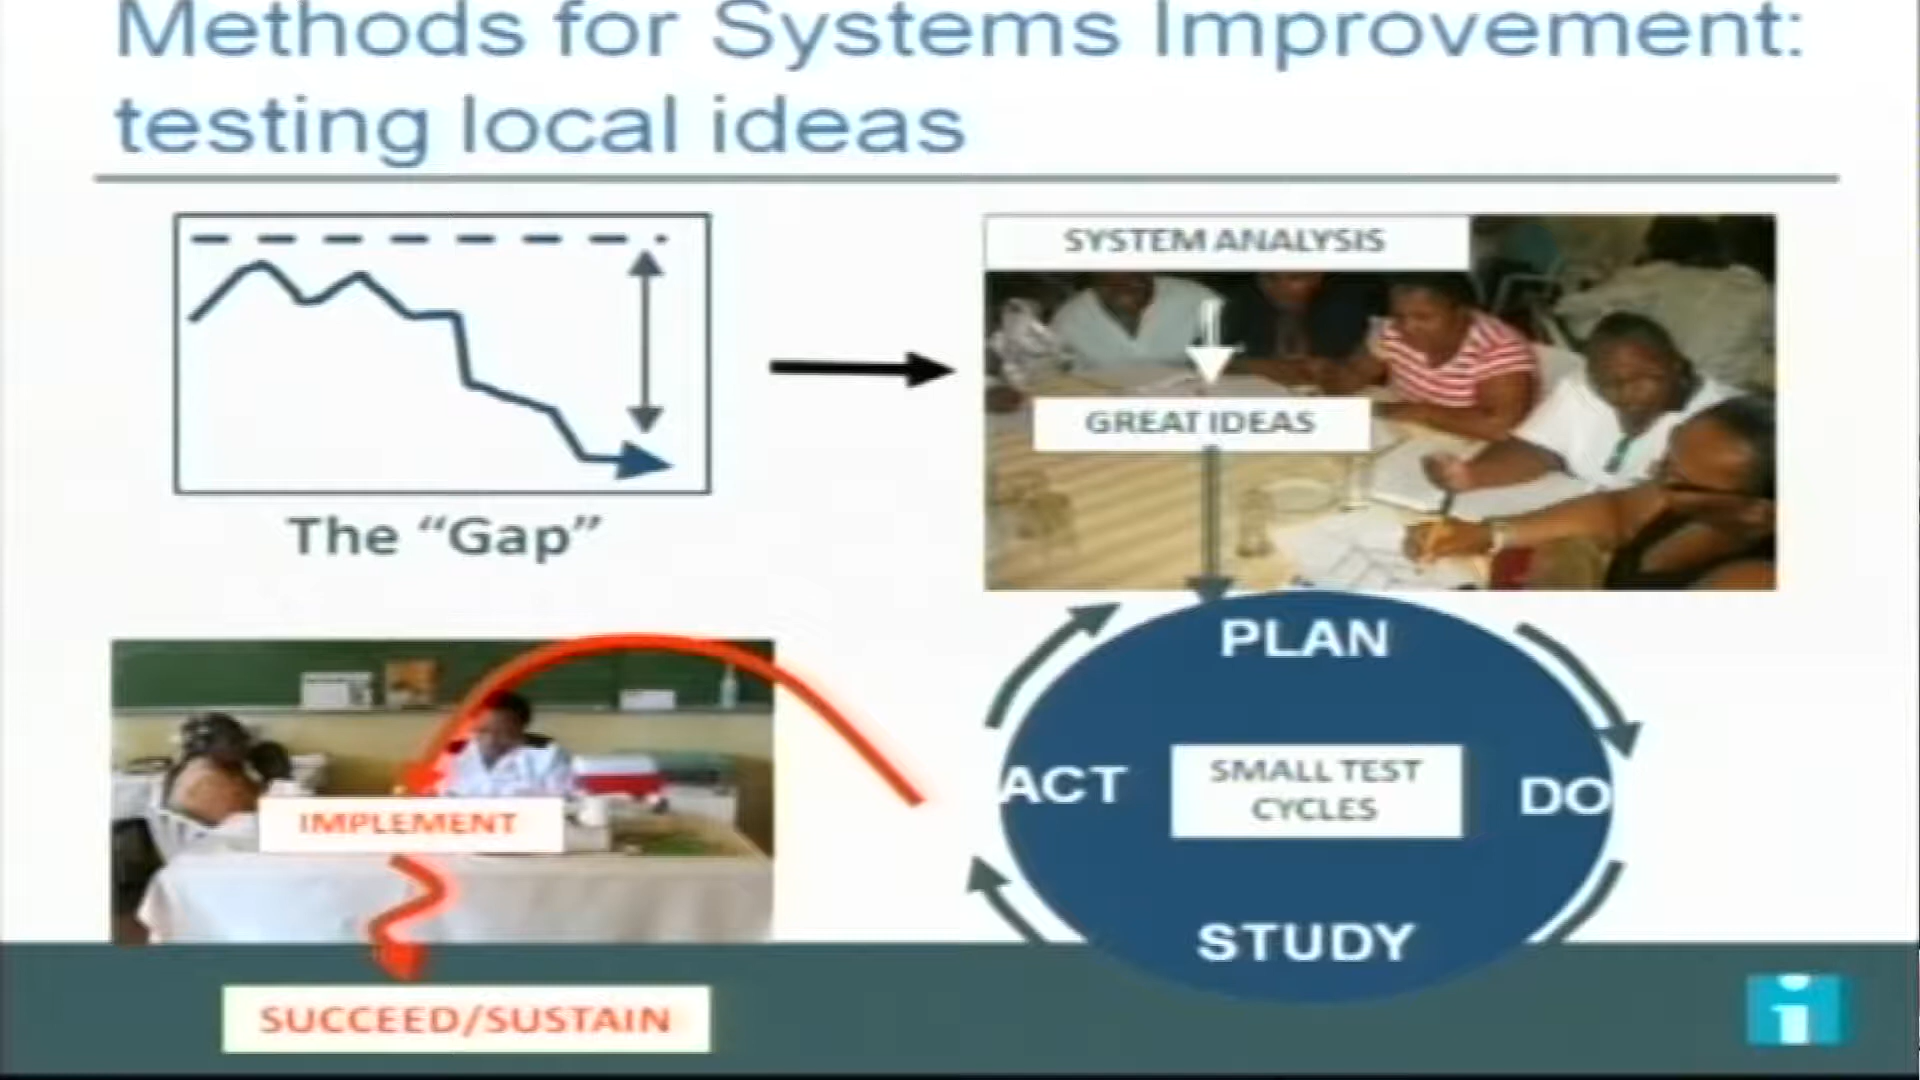 Methods for Systems Improvement:
testing local ideas
SYSTEM ANALYSIS
GREAT IDEAS
The “Gap”
PLAN
ACT
SMALL TEST
CYCLES
DO
STUDY
IMPLEMENT
SUCCEED/SUSTAIN
i